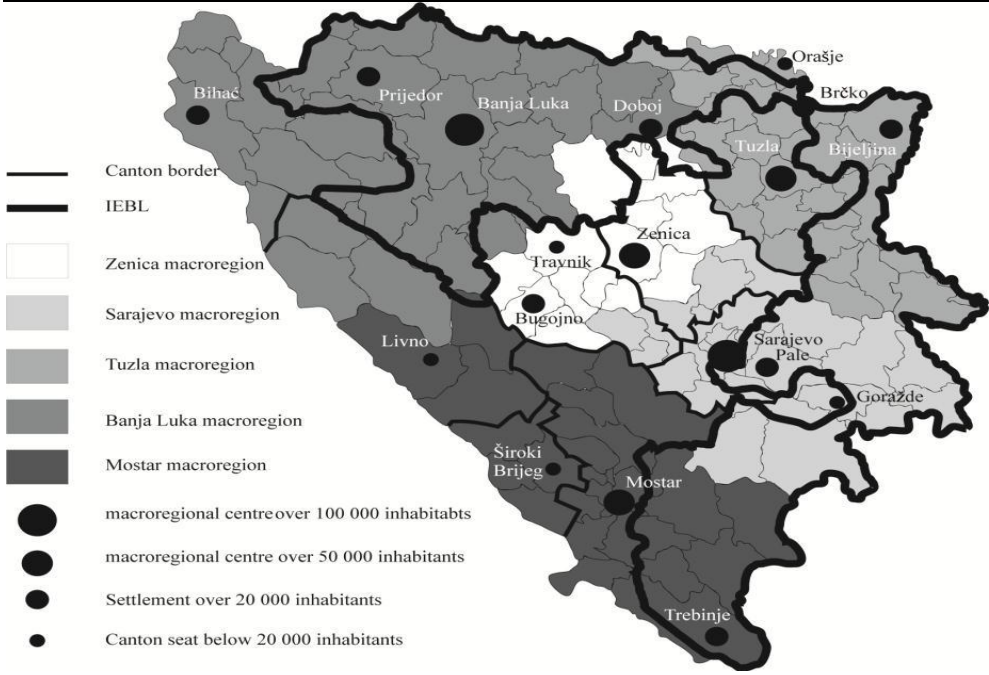 Canton border
IEBL
Zenica macroregion
Sarajevo macroregion
Tuzla macroregion
Banja Luka macroregion
Mostar macroregion
macroregional centre over 100 000 inhabitabts
macroregional centre over 50 000 inhabitants
Settlement over 20 000 inhabitants
Canton seat below 20 000 inhabitants
Orašje
Bihać
Prijedor
Banja Luka
Doboj
Brčko
Tuzla
Bijeljina
Zenica
Travnik
Bugojno
Livno
Sarajevo
Pale
Goražde
Široki
Brijeg
Mostar
Trebinje